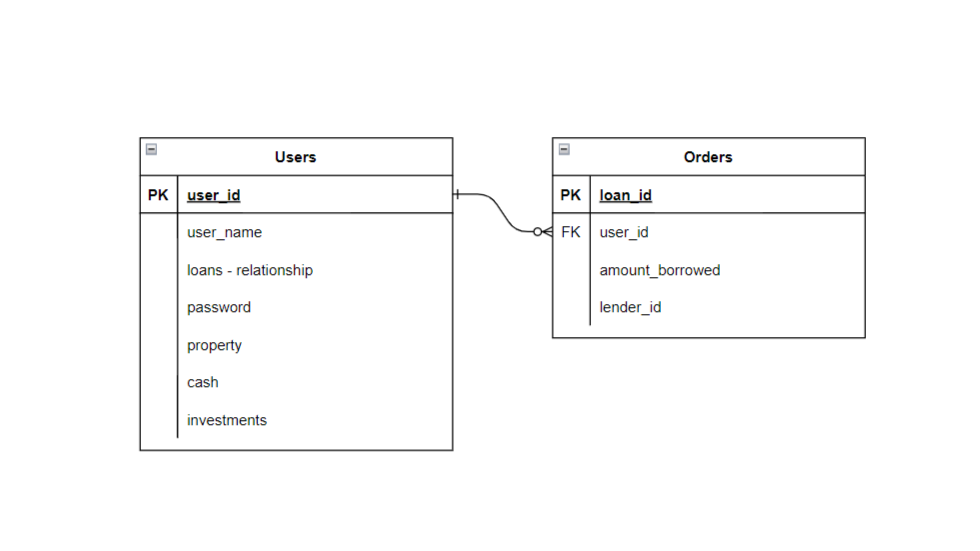 Users
PK user_id
user_name
loans - relationship
password
property
cash
investments
Orders
PK loan_id
FK user_id
amount_borrowed
lender_id